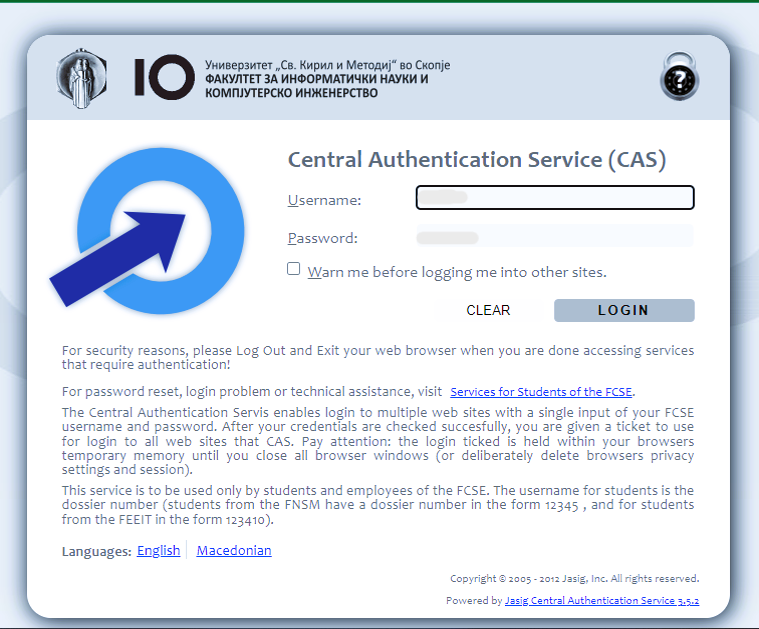 Универзитет „Св. Кирил и Методиј“ во Скопје
ФАКУЛТЕТ ЗА ИНФОРМАТИЧКИ НАУКИ И
КОМПЈУТЕРСКО ИНЖЕНЕРСТВО
?
Central Authentication Service (CAS)
Username:
Password:
Warn me before logging me into other sites.
CLEAR LOGIN
For security reasons, please Log Out and Exit your web browser when you are done accessing services
that require authentication!
For password reset, login problem or technical assistance, visit Services for Students of the FCSE.
The Central Authentication Servis enables login to multiple web sites with a single input of your FCSE
username and password. After your credentials are checked succesfully, you are given a ticket to use
for login to all web sites that CAS. Pay attention: the login ticked is held within your browsers
temporary memory until you close all browser windows (or deliberately delete browsers privacy
settings and session).
This service is to be used only by students and employees of the FCSE. The username for students is the
dossier number (students from the FNSM have a dossier number in the form 12345 , and for students
from the FEEIT in the form 123410).
Languages: English Macedonian
Copyright © 2005 - 2012 Jasig, Inc. All rights reserved.
Powered by Jasig Central Authentication Service 3.5.2